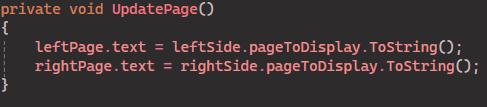 private void UpdatePage()
{
    leftPage.text = leftSide.pageToDisplay.ToString();
    rightPage.text = rightSide.pageToDisplay.ToString();
}